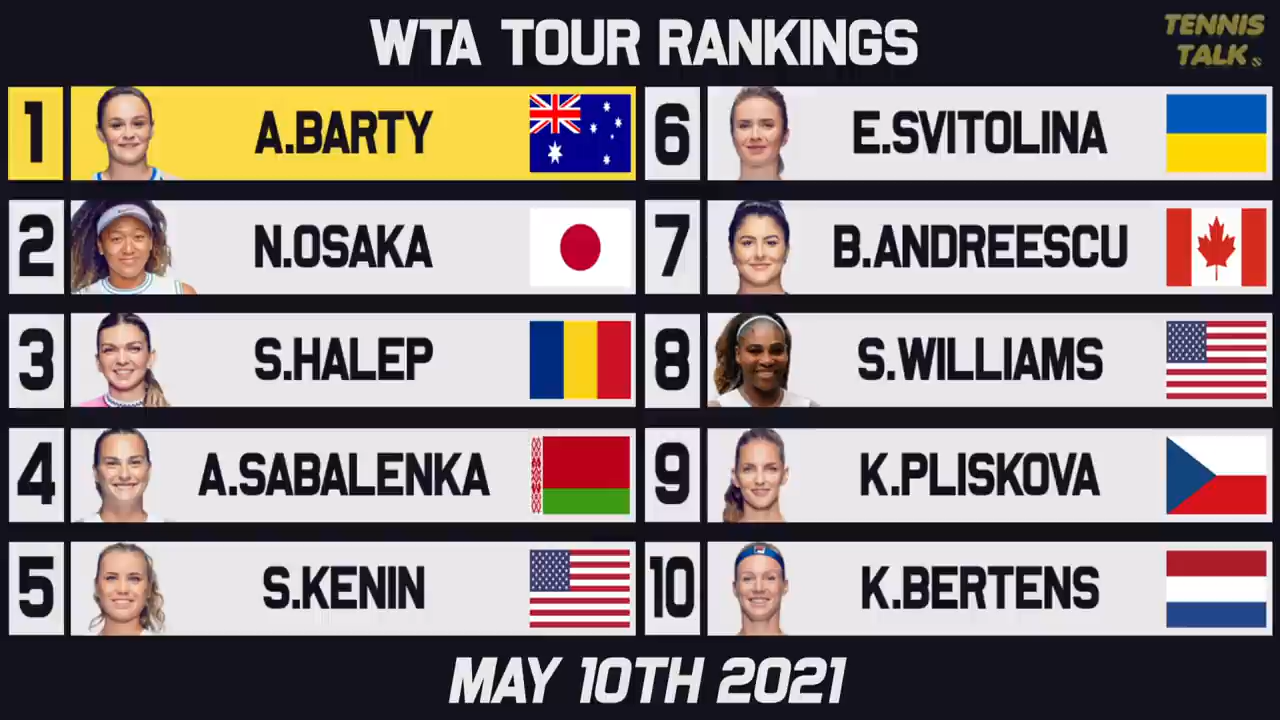 WTA TOUR RANKINGS
TENNIS
TALK
1 A.BARTY
2 N.OSAKA
3 S.HALEP
4 A.SABALENKA
5 S.KENIN
6 E.SVITOLINA
7 B.ANDREESCU
8 S.WILLIAMS
9 K.PLISKOVA
10 K.BERTENS
MAY 10TH 2021